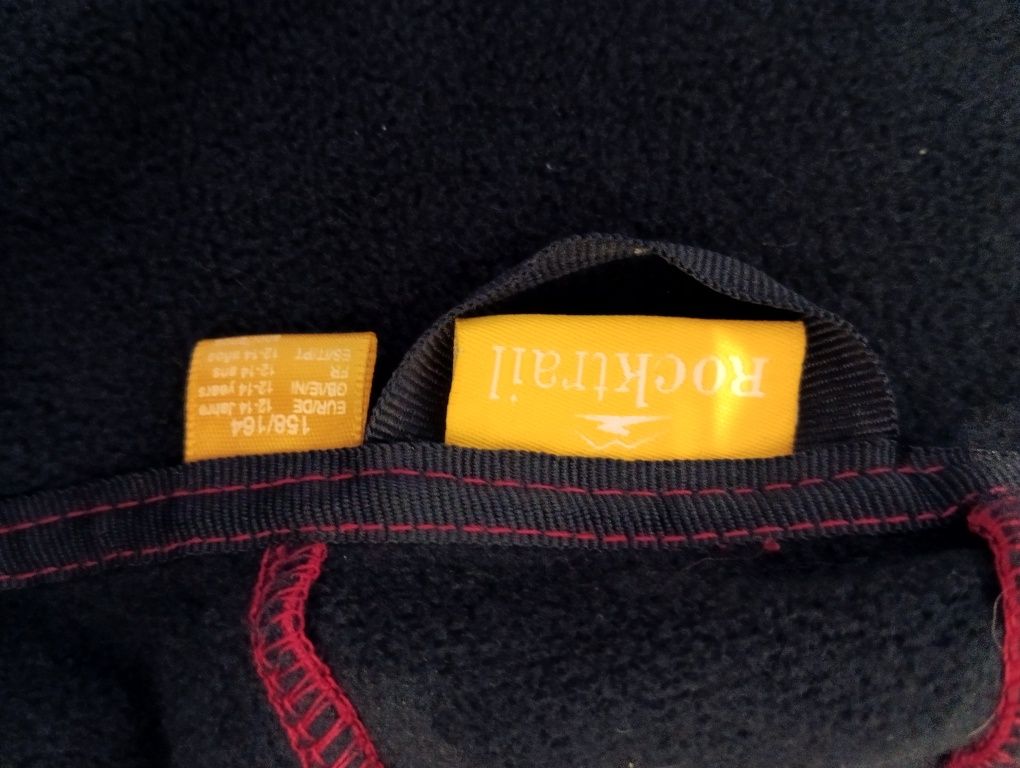 Rocktrail
158/164
EUR/DE 12-14 Jahre
GB/IE/NI 12-14 years
FR 12-14 ans
ES/IT/PT 12-14 años